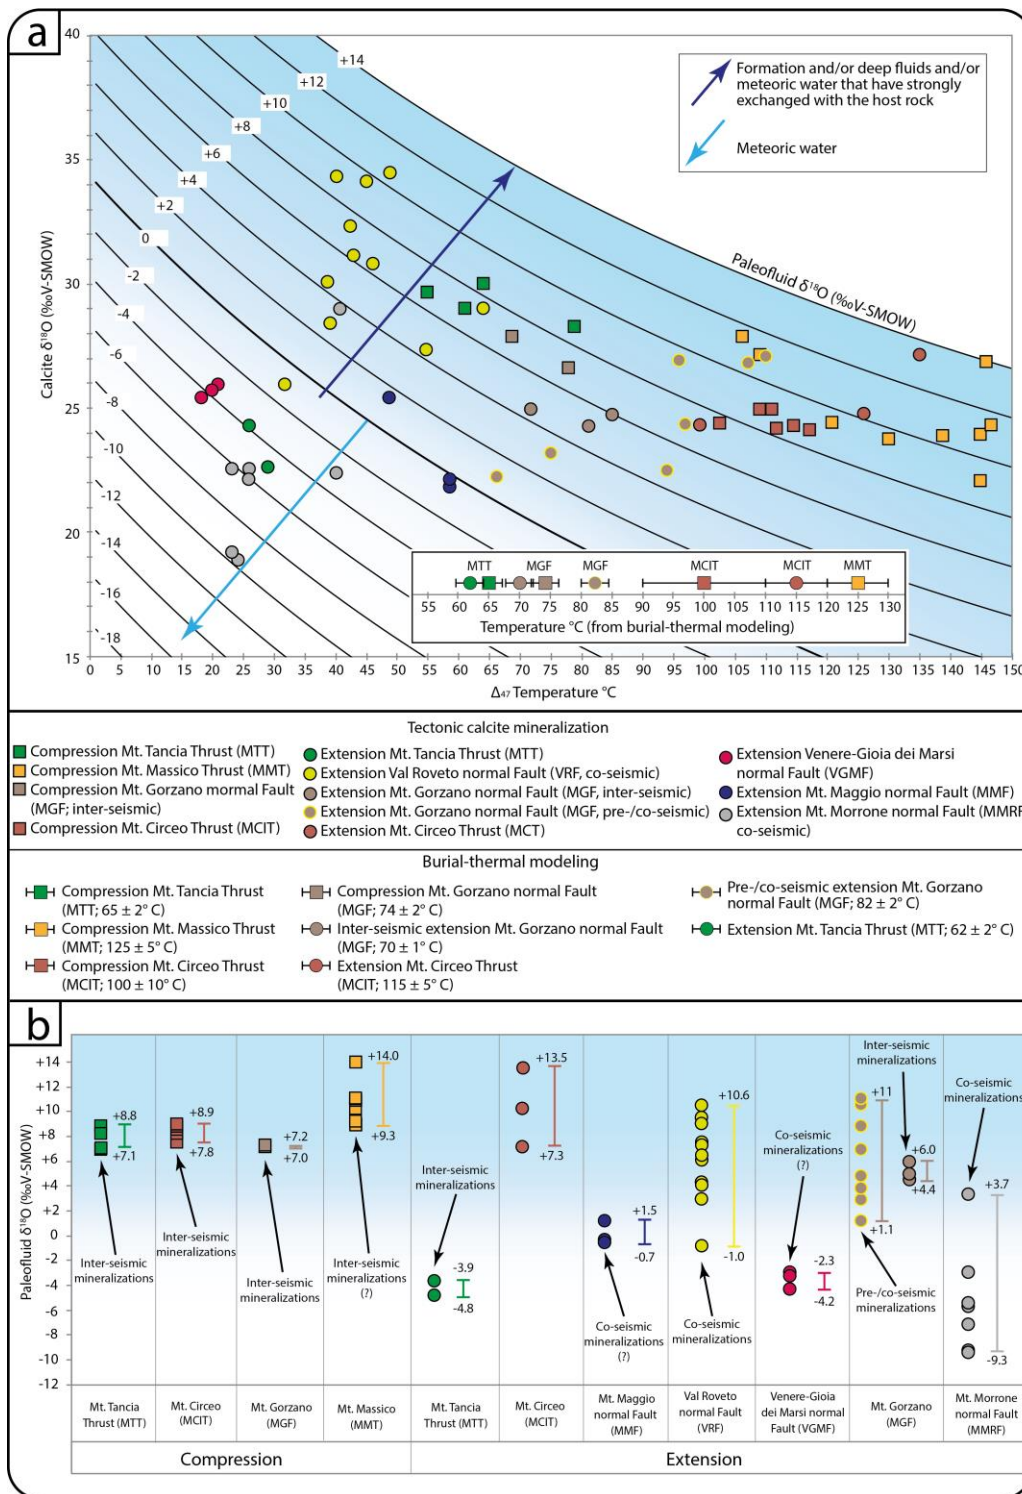 a
40
35
30
25
20
15
Calcite δ¹⁸O (‰V-SMOW)
+14
+12
+10
+8
+6
+4
+2
0
-2
-4
-6
-8
-10
-12
-14
-16
-18
Formation and/or deep fluids and/or
meteoric water that have strongly
exchanged with the host rock
Meteoric water
Paleofluid δ¹⁸O (‰V-SMOW)
MTT MGF MGF MCIT MCIT MMT
55 60 65 70 75 80 85 90 95 100 105 110 115 120 125 130
Temperature °C (from burial-thermal modeling)
0 5 10 15 20 25 30 35 40 45 50 55 60 65 70 75 80 85 90 95 100 105 110 115 120 125 130 135 140 145 150
Δ₄₇ Temperature °C
Tectonic calcite mineralization
Compression Mt. Tancia Thrust (MTT)
Compression Mt. Massico Thrust (MMT)
Compression Mt. Gorzano mormal Fault
(MGF; inter-seismic)
Compression Mt. Circeo Thrust (MCIT)
Extension Mt. Tancia Thrust (MTT)
Extension Val Roveto normal Fault (VRF, co-seismic)
Extension Mt. Gorzano normal Fault (MGF, inter-seismic)
Extension Mt. Gorzano normal Fault (MGF, pre-/co-seismic)
Extension Mt. Circeo Thrust (MCT)
Extension Venere-Gioia dei Marsi
normal Fault (VGMF)
Extension Mt. Maggio normal Fault (MMF)
Extension Mt. Morrone normal Fault (MMRF
co-seismic)
Burial-thermal modeling
Compression Mt. Tancia Thrust
(MTT; 65 ± 2° C)
Compression Mt. Massico Thrust
(MMT; 125 ± 5° C)
Compression Mt. Circeo Thrust
(MCIT; 100 ± 10° C)
Compression Mt. Gorzano normal Fault
(MGF; 74 ± 2° C)
Inter-seismic extension Mt. Gorzano normal Fault
(MGF; 70 ± 1° C)
Extension Mt. Circeo Thrust
(MCIT; 115 ± 5° C)
Pre-/co-seismic extension Mt. Gorzano
normal Fault (MGF; 82 ± 2° C)
Extension Mt. Tancia Thrust (MTT; 62 ± 2° C)
b
Paleofluid δ¹⁸O (‰V-SMOW)
+14
+12
+10
+8
+6
+4
+2
0
-2
-4
-6
-8
-10
-12
+8.8
+7.1
Inter-seismic
mineralizations
+8.9
+7.8
Inter-seismic
mineralizations
+7.2
+7.0
Inter-seismic
mineralizations
+14.0
+9.3
Inter-seismic
mineralizations
(?)
Inter-seismic
mineralizations
-3.9
-4.8
+13.5
+7.3
+1.5
-0.7
Co-seismic
mineralizations
(?)
+10.6
-1.0
Co-seismic
mineralizations
Co-seismic
mineralizations
(?)
-2.3
-4.2
Inter-seismic
mineralizations
+11
+1.1
+6.0
+4.4
Pre-/co-seismic
mineralizations
Co-seismic
mineralizations
+3.7
-9.3
Mt. Tancia
Thrust (MTT)
Mt. Circeo
(MCIT)
Mt. Gorzano
(MGF)
Mt. Massico
(MMT)
Mt. Tancia
Thrust (MTT)
Mt. Circeo
(MCIT)
Mt. Maggio
normal Fault
(MMF)
Val Roveto
normal Fault
(VRF)
Venere-Gioia
dei Marsi normal
Fault (VGMF)
Mt. Gorzano
(MGF)
Mt. Morrone
normal Fault
(MMRF)
Compression
Extension